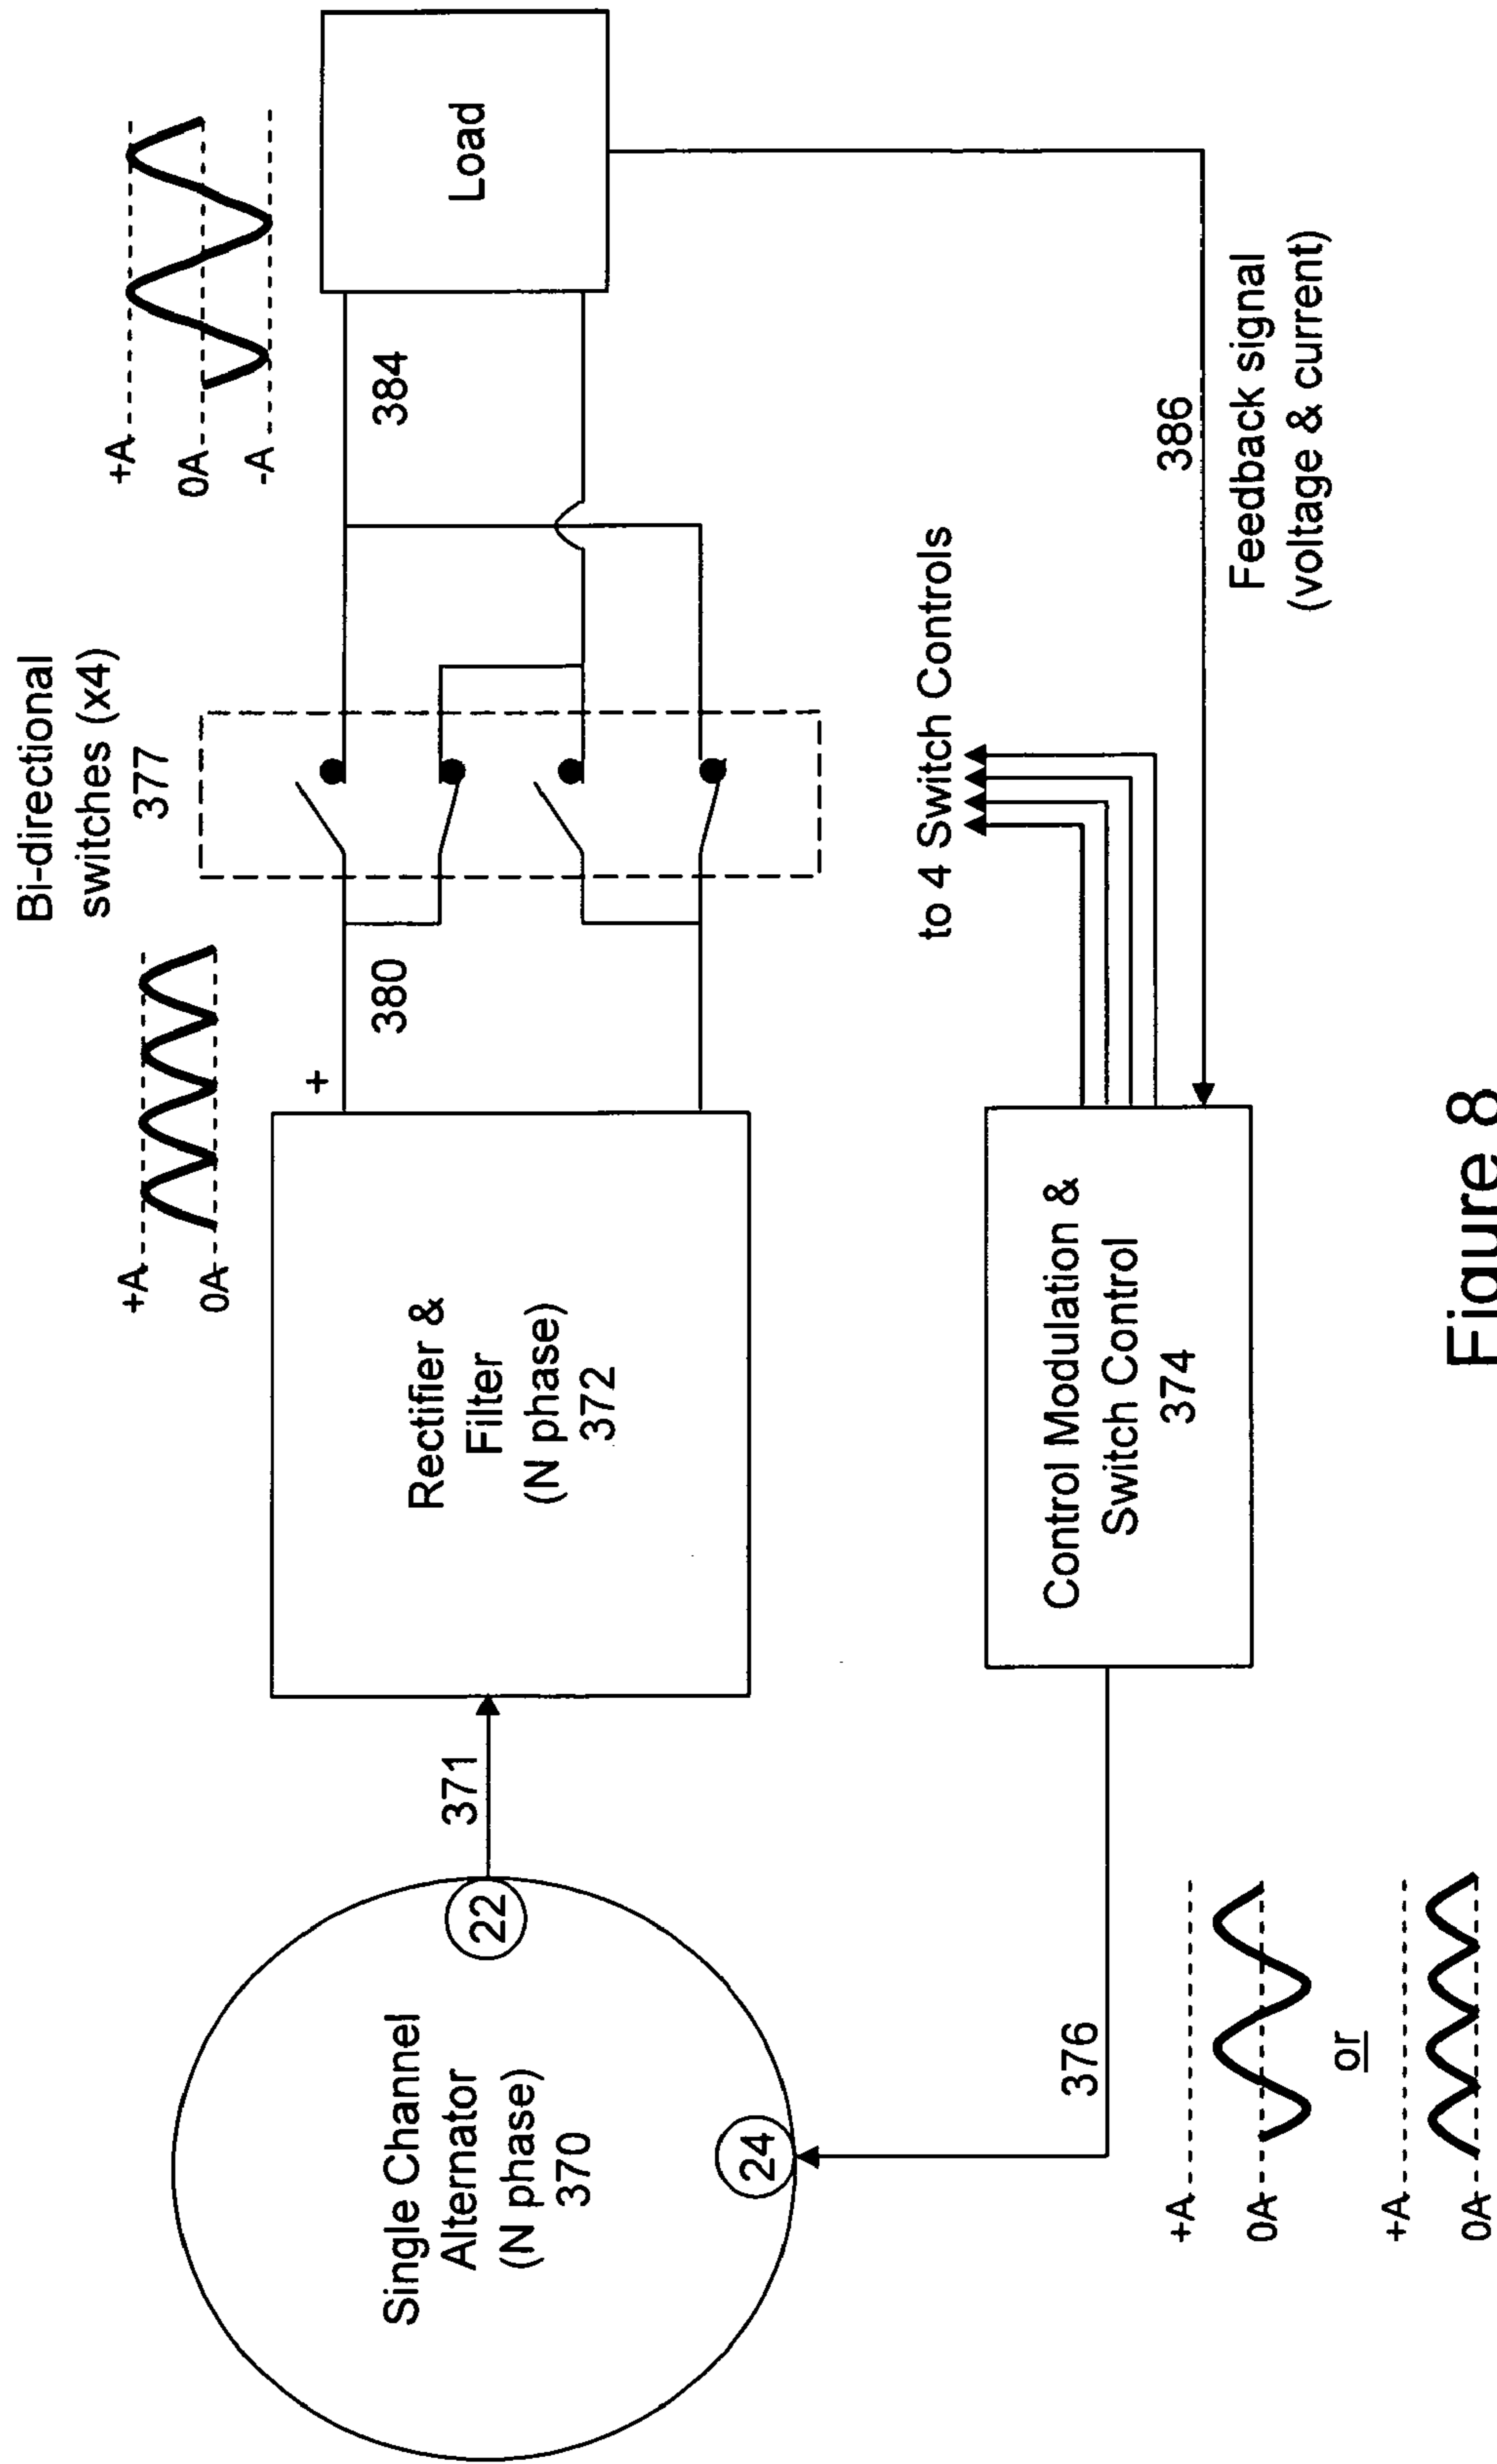 Bi-directional
switches (x4)
377
+A
0A
-A
+A
0A
+
380
384
Load
Single Channel
Alternator
(N phase)
370
22
24
371
Rectifier &
Filter
(N phase)
372
to 4 Switch Controls
Control Modulation &
Switch Control
374
376
386
Feedback signal
(voltage & current)
+A
0A
or
+A
0A
Figure 8